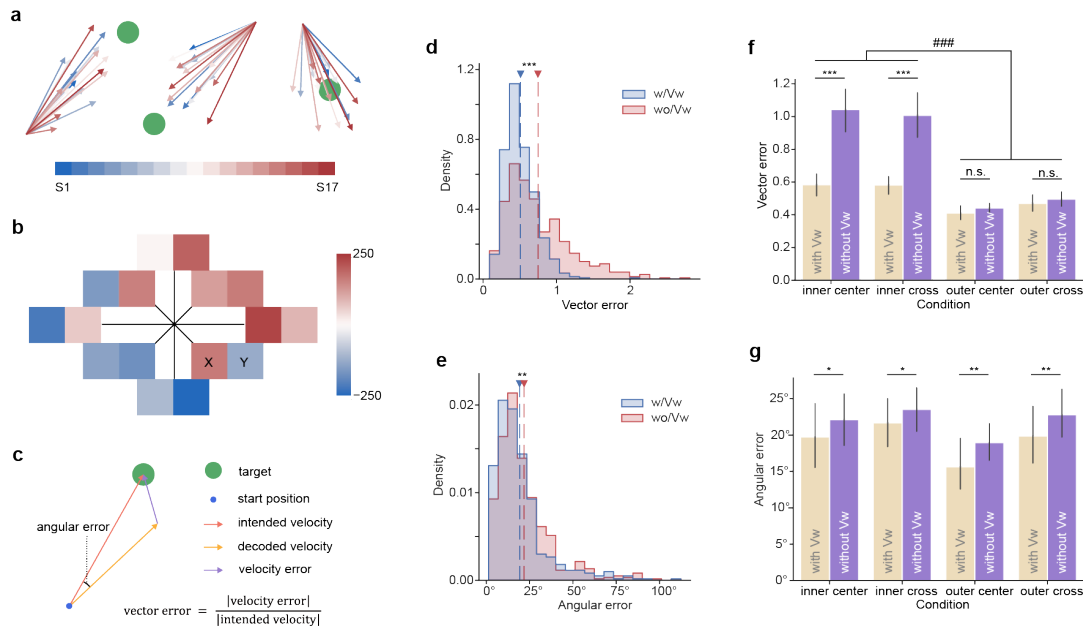 a
S1
S17
b
250
−250
X
Y
c
target
start position
intended velocity
decoded velocity
velocity error
angular error
vector error = |velocity error| / |intended velocity|
d
***
w/Vw
wo/Vw
1.2
0.8
0.4
0.0
Density
0
1
2
Vector error
e
**
w/Vw
wo/Vw
0.02
0.01
0.00
Density
0°
25°
50°
75°
100°
Angular error
f
###
***
***
n.s.
n.s.
1.2
1.0
0.8
0.6
0.4
0.2
0.0
Vector error
with Vw
without Vw
with Vw
without Vw
with Vw
without Vw
with Vw
without Vw
inner center
inner cross
outer center
outer cross
Condition
g
*
*
**
**
25°
20°
15°
10°
5°
0°
Angular error
with Vw
without Vw
with Vw
without Vw
with Vw
without Vw
with Vw
without Vw
inner center
inner cross
outer center
outer cross
Condition